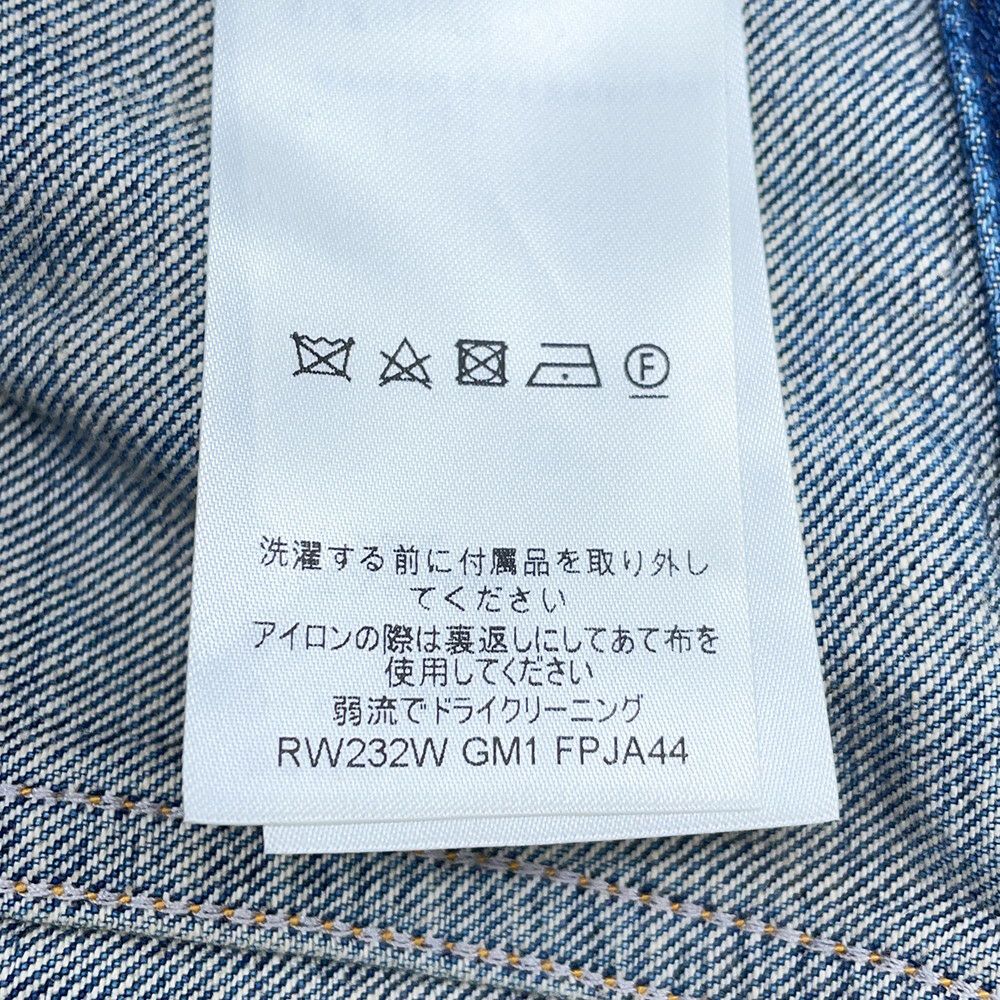 F
洗濯する前に付属品を取り外し
てください
アイロンの際は裏返しにしてあて布を
使用してください
弱流でドライクリーニング
RW232W GM1 FPJA44